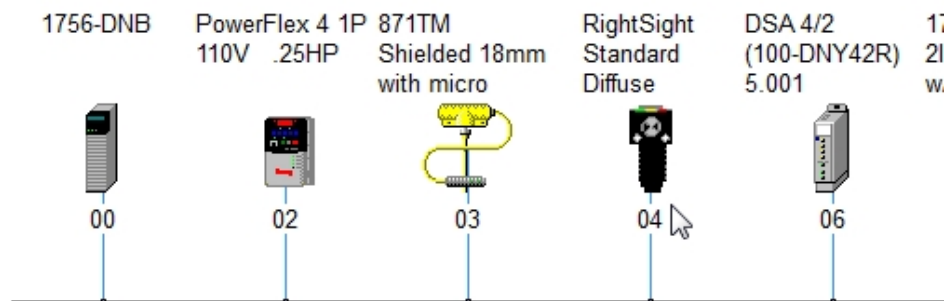 1756-DNB
PowerFlex 4 1P
110V .25HP
871TM
Shielded 18mm
with micro
RightSight
Standard
Diffuse
DSA 4/2
(100-DNY42R)
5.001
00
02
03
04
06